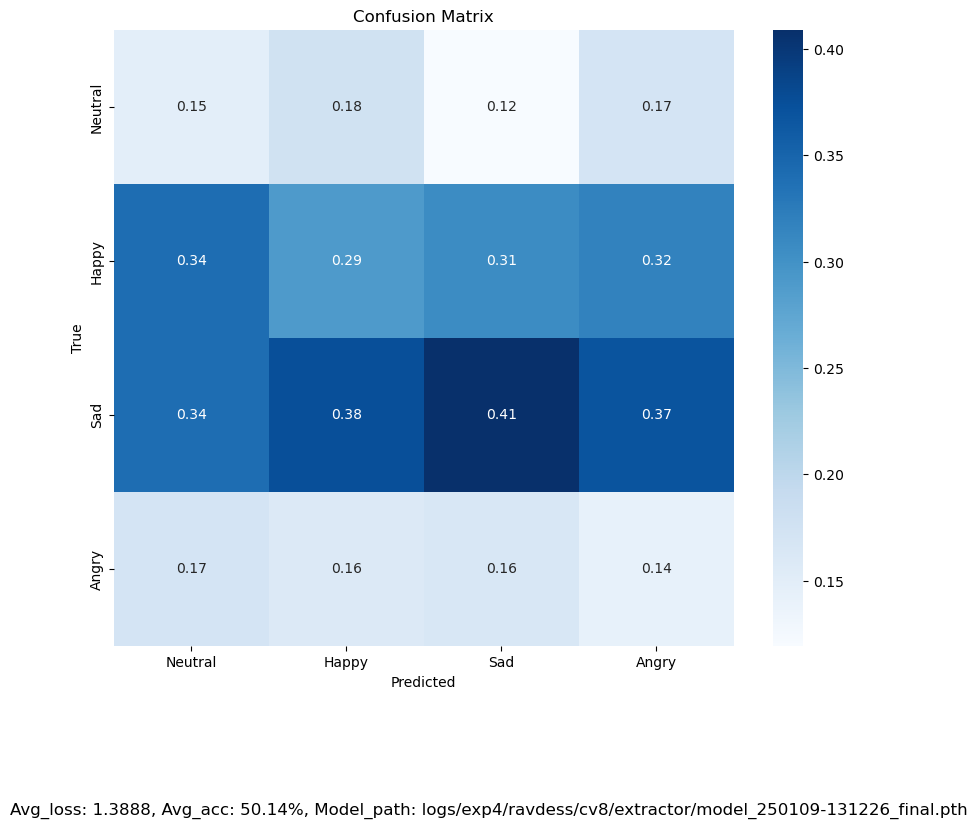 Confusion Matrix
Neutral
0.15 0.18 0.12 0.17
Happy
0.34 0.29 0.31 0.32
True
Sad
0.34 0.38 0.41 0.37
Angry
0.17 0.16 0.16 0.14
Neutral Happy Sad Angry
Predicted
0.40
0.35
0.30
0.25
0.20
0.15
Avg_loss: 1.3888, Avg_acc: 50.14%, Model_path: logs/exp4/ravdess/cv8/extractor/model_250109-131226_final.pth